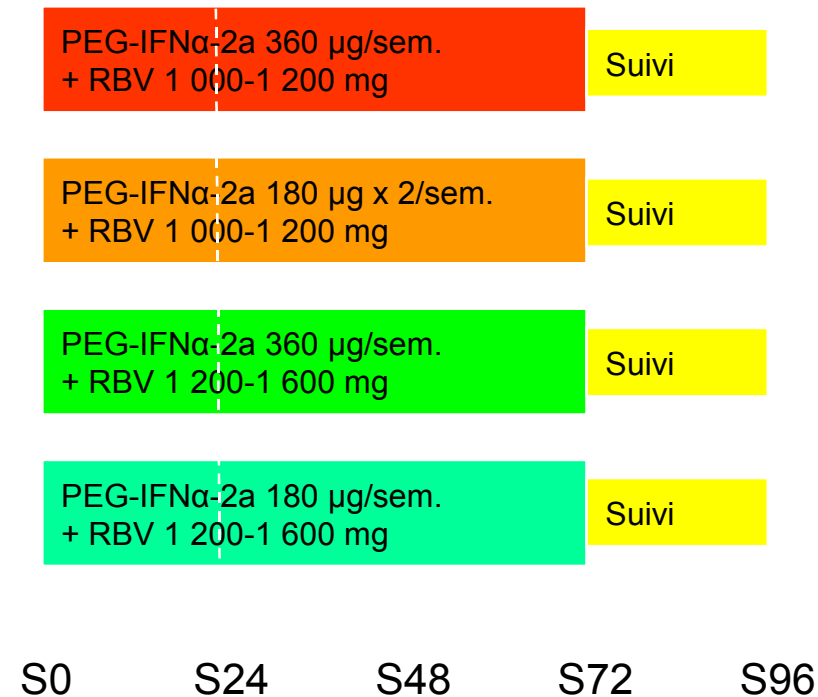 PEG-IFNα-2a 360 µg/sem.
+ RBV 1 000-1 200 mg
Suivi
PEG-IFNα-2a 180 µg x 2/sem.
+ RBV 1 000-1 200 mg
Suivi
PEG-IFNα-2a 360 µg/sem.
+ RBV 1 200-1 600 mg
Suivi
PEG-IFNα-2a 180 µg/sem.
+ RBV 1 200-1 600 mg
Suivi
S0 S24 S48 S72 S96